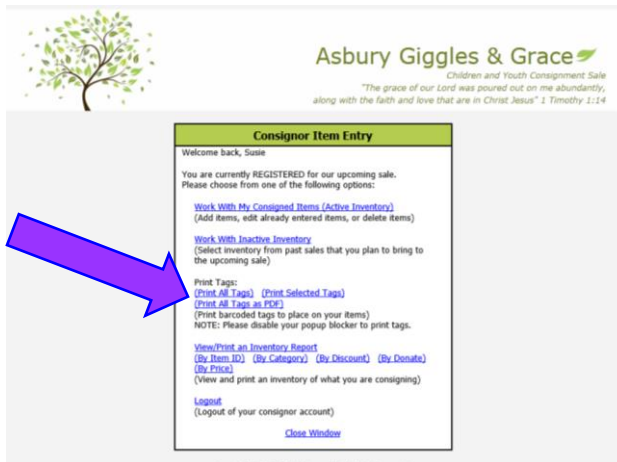 Asbury Giggles & Grace
Children and Youth Consignment Sale
"The grace of our Lord was poured out on me abundantly,
along with the faith and love that are in Christ Jesus" 1 Timothy 1:14
Consignor Item Entry
Welcome back, Susie
You are currently REGISTERED for our upcoming sale.
Please choose from one of the following options:
Work With My Consigned Items (Active Inventory)
(Add items, edit already entered items, or delete items)
Work With Inactive Inventory
(Select inventory from past sales that you plan to bring to
the upcoming sale)
Print Tags:
(Print All Tags) (Print Selected Tags)
(Print All Tags as PDF)
(Print barcoded tags to place on your items)
NOTE: Please disable your popup blocker to print tags.
View/Print an Inventory Report
(By Item ID) (By Category) (By Discount) (By Donate)
(By Price)
(View and print an inventory of what you are consigning)
Logout
(Logout of your consignor account)
Close Window